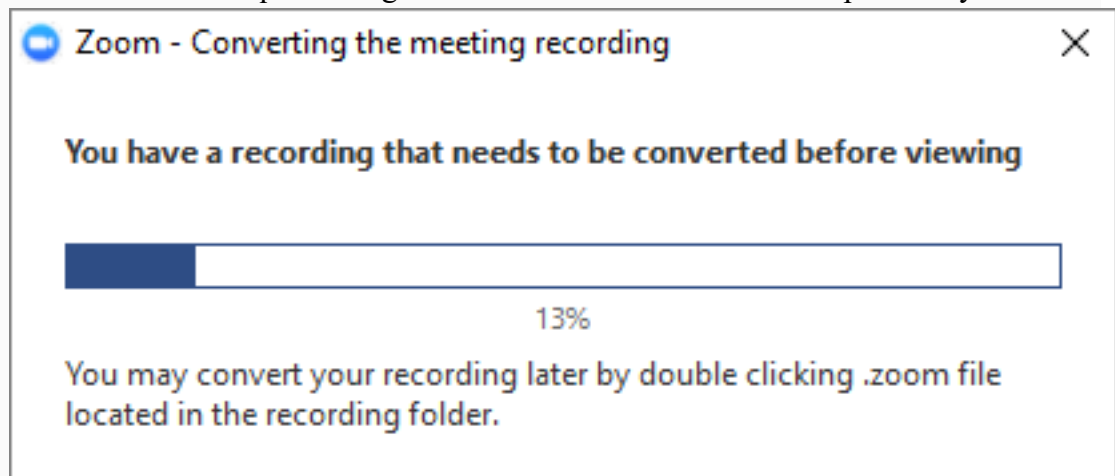 Zoom - Converting the meeting recording
You have a recording that needs to be converted before viewing
13%
You may convert your recording later by double clicking .zoom file
located in the recording folder.